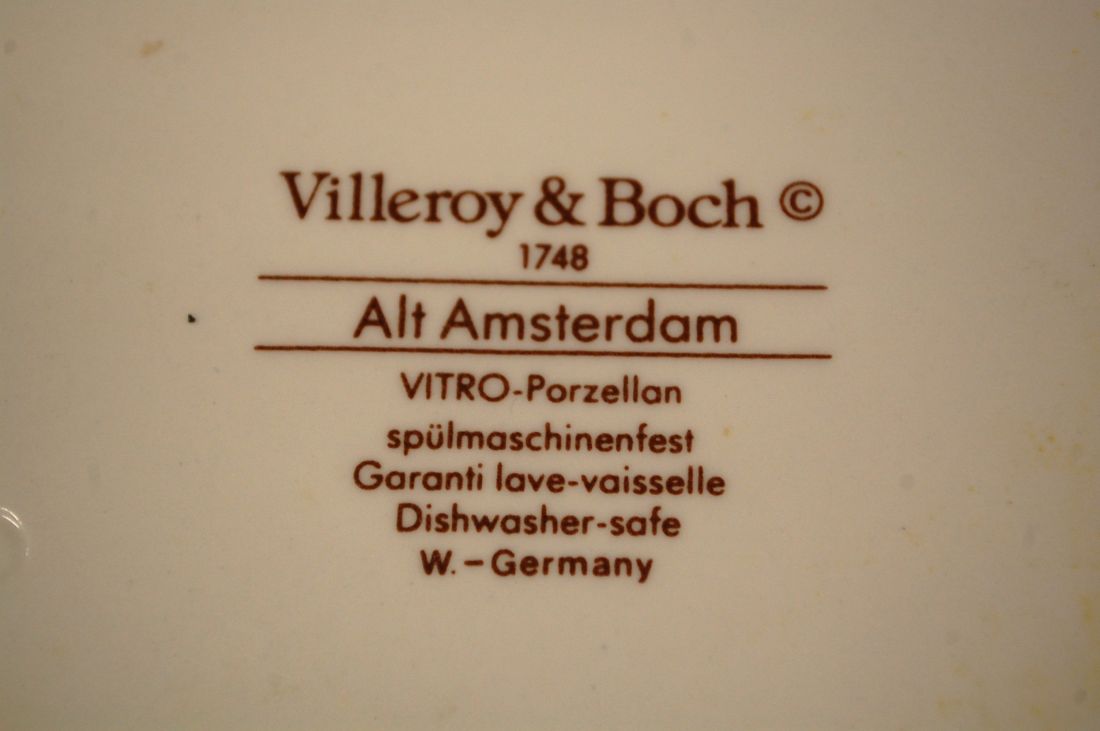 Villeroy & Boch ©
1748
Alt Amsterdam
VITRO-Porzellan
spülmaschinenfest
Garanti lave-vaisselle
Dishwasher-safe
W.-Germany